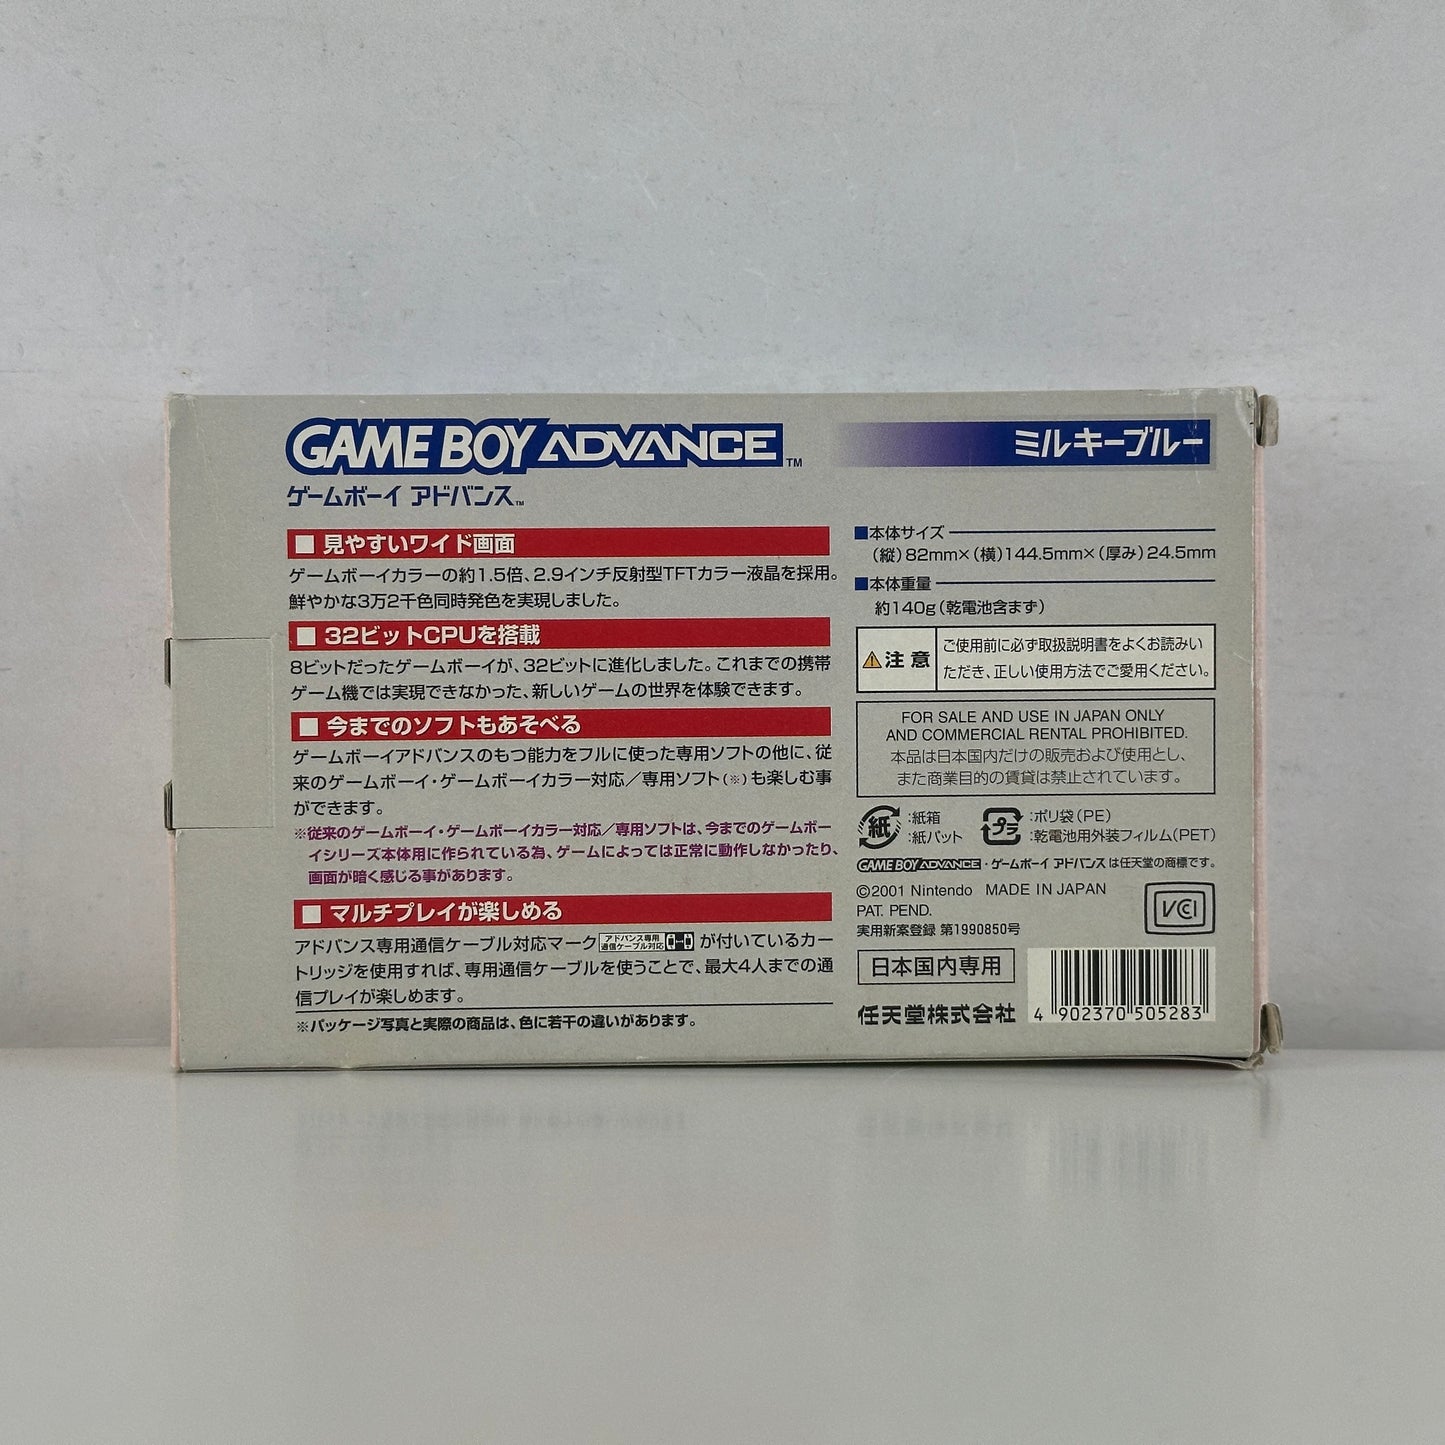 GAME BOY ADVANCE™
ゲームボーイ アドバンス™
ミルキーブルー
■ 見やすいワイド画面
ゲームボーイカラーの約1.5倍、2.9インチ反射型TFTカラー液晶を採用。
鮮やかな3万2千色同時発色を実現しました。
■ 32ビットCPUを搭載
8ビットだったゲームボーイが、32ビットに進化しました。これまでの携帯
ゲーム機では実現できなかった、新しいゲームの世界を体験できます。
■ 今までのソフトもあそべる
ゲームボーイアドバンスのもつ能力をフルに使った専用ソフトの他に、従
来のゲームボーイ・ゲームボーイカラー対応／専用ソフト(※)も楽しむ事
ができます。
※従来のゲームボーイ・ゲームボーイカラー対応／専用ソフトは、今までのゲームボー
イシリーズ本体用に作られている為、ゲームによっては正常に動作しなかったり、
画面が暗く感じる事があります。
■ マルチプレイが楽しめる
アドバンス専用通信ケーブル対応マーク アドバンス専用 通信ケーブル対応 が付いているカー
トリッジを使用すれば、専用通信ケーブルを使うことで、最大4人までの通
信プレイが楽しめます。
※パッケージ写真と実際の商品は、色に若干の違いがあります。
■本体サイズ
（縦）82mm×（横）144.5mm×（厚み）24.5mm
■本体重量
約140g（乾電池含まず）
注意
ご使用前に必ず取扱説明書をよくお読みい
ただき、正しい使用方法でご愛用ください。
FOR SALE AND USE IN JAPAN ONLY
AND COMMERCIAL RENTAL PROHIBITED.
本品は日本国内だけの販売および使用とし、
また商業目的の賃貸は禁止されています。
紙 :紙箱
:紙パット
プラ :ポリ袋(PE)
:乾電池用外装フィルム(PET)
GAME BOY ADVANCE・ゲームボーイ アドバンスは任天堂の商標です。
©2001 Nintendo MADE IN JAPAN
PAT. PEND.
実用新案登録 第1990850号
VCCI
日本国内専用
任天堂株式会社
4 902370 505283